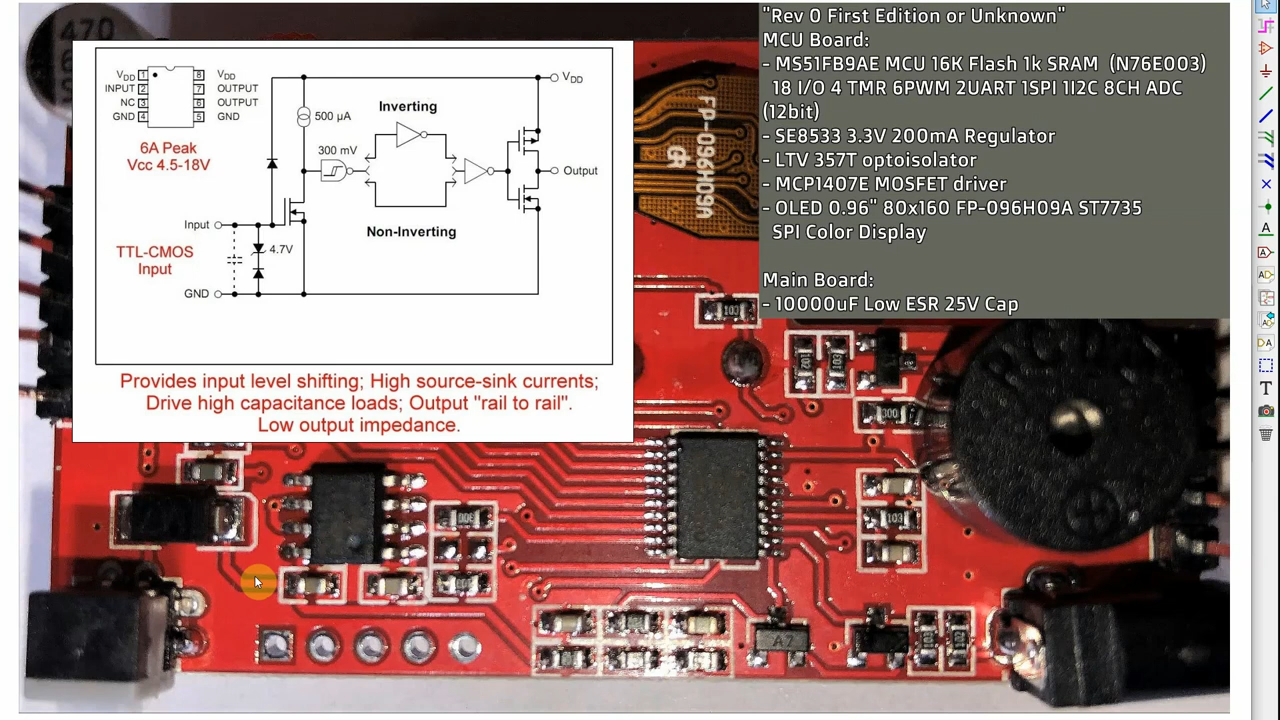 470
"Rev 0 First Edition or Unknown"
MCU Board:
- MS51FB9AE MCU 16K Flash 1k SRAM (N76E003)
18 I/O 4 TMR 6PWM 2UART 1SPI 1I2C 8CH ADC
(12bit)
- SE8533 3.3V 200mA Regulator
- LTV 357T optoisolator
- MCP1407E MOSFET driver
- OLED 0.96" 80x160 FP-096H09A ST7735
SPI Color Display
Main Board:
- 10000uF Low ESR 25V Cap
VDD 1 8 VDD
INPUT 2 7 OUTPUT
NC 3 6 OUTPUT
GND 4 5 GND
6A Peak
Vcc 4.5-18V
VDD
Inverting
500 µA
300 mV
Output
Input
Non-Inverting
4.7V
TTL-CMOS
Input
GND
Provides input level shifting; High source-sink currents;
Drive high capacitance loads; Output "rail to rail".
Low output impedance.
FP-096H09A
103
300
103
A7
A
DA
T